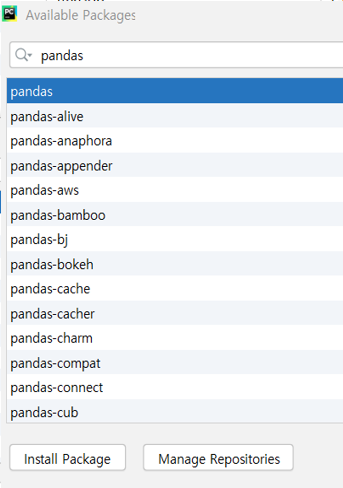 PC
Available Packages
pandas
pandas
pandas-alive
pandas-anaphora
pandas-appender
pandas-aws
pandas-bamboo
pandas-bj
pandas-bokeh
pandas-cache
pandas-cacher
pandas-charm
pandas-compat
pandas-connect
pandas-cub
Install Package
Manage Repositories